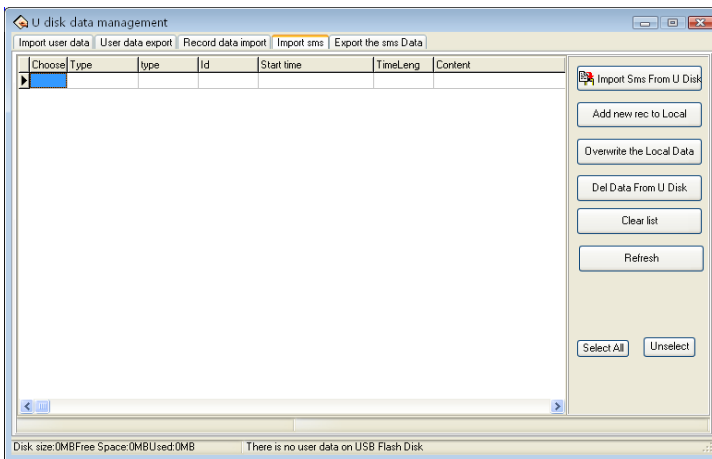 U disk data management
Import user data User data export Record data import Import sms Export the sms Data
Choose Type type Id Start time TimeLeng Content
Import Sms From U Disk
Add new rec to Local
Overwrite the Local Data
Del Data From U Disk
Clear list
Refresh
Select All Unselect
Disk size:0MBFree Space:0MBUsed:0MB There is no user data on USB Flash Disk